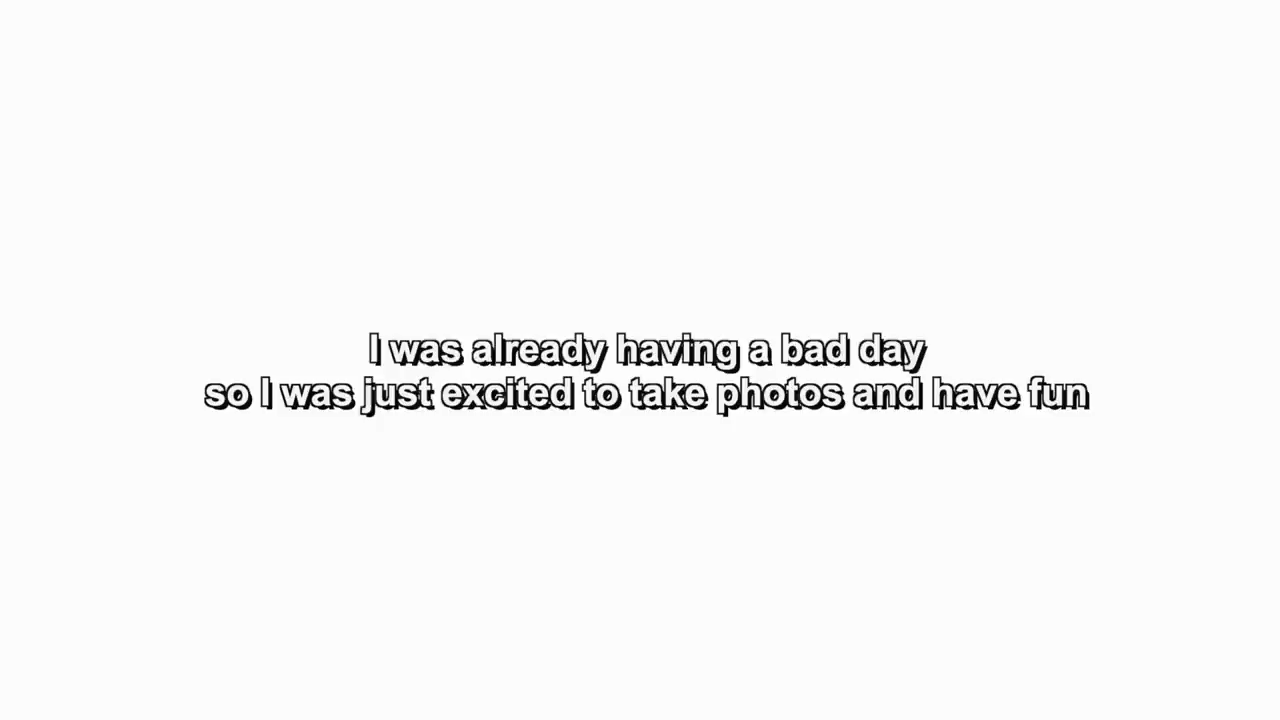 I was already having a bad day
so I was just excited to take photos and have fun